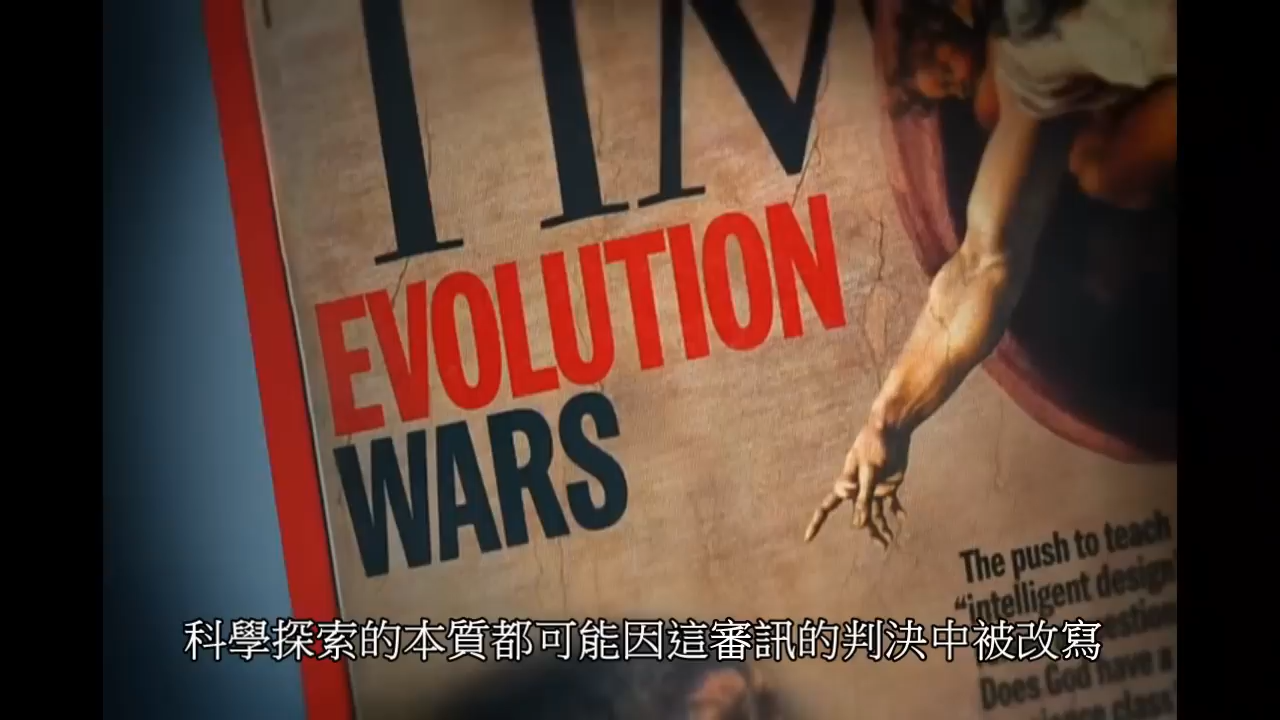 TIM
EVOLUTION
WARS
The push to teach
“intelligent design
Does God have a
科學探索的本質都可能因這審訊的判決中被改寫